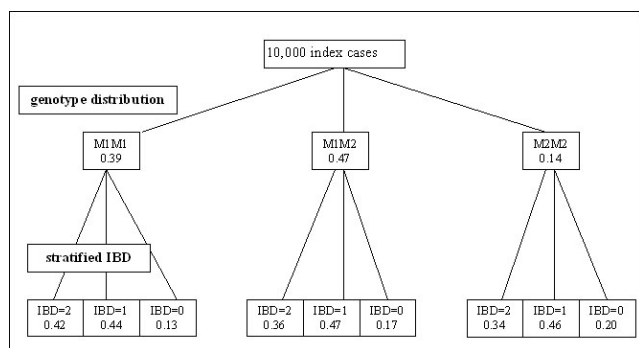 10,000 index cases
genotype distribution
M1M1
0.39
M1M2
0.47
M2M2
0.14
stratified IBD
IBD=2
0.42
IBD=1
0.44
IBD=0
0.13
IBD=2
0.36
IBD=1
0.47
IBD=0
0.17
IBD=2
0.34
IBD=1
0.46
IBD=0
0.20